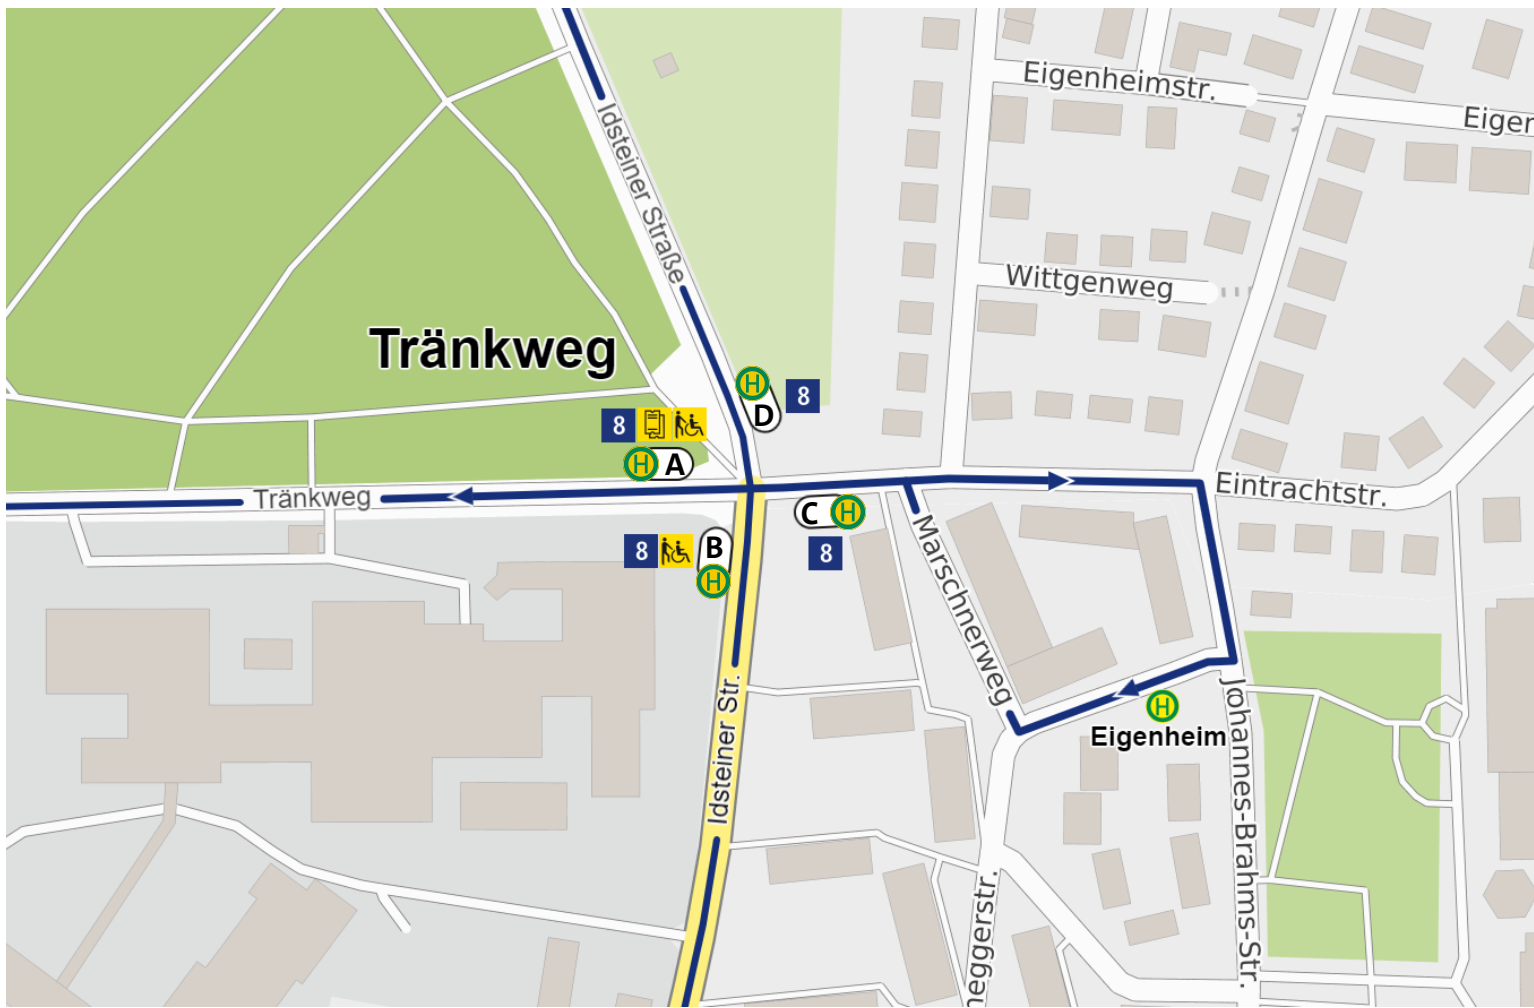 Eigenheimstr.
Eigen
Idsteiner Straße
Wittgenweg
Tränkweg
H
D
8
8
H A
Tränkweg
Eintrachtstr.
C H
8
8
B
H
Marschnerweg
H
Eigenheim
Idsteiner Str.
Johannes-Brahms-Str.
neggerstr.